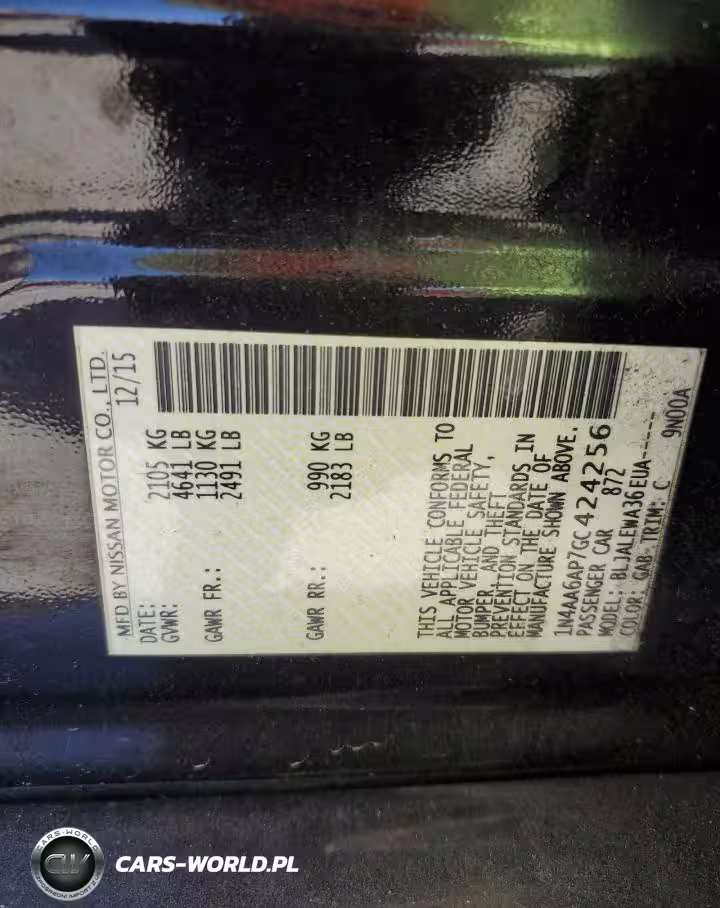 MFD BY NISSAN MOTOR CO., LTD.
DATE: 12/15
GVWR: 2105 KG
4641 LB
GAWR FR.: 1130 KG
2491 LB
GAWR RR.: 990 KG
2183 LB
THIS VEHICLE CONFORMS TO
ALL APPLICABLE FEDERAL
MOTOR VEHICLE SAFETY,
BUMPER, AND THEFT
PREVENTION STANDARDS IN
EFFECT ON THE DATE OF
MANUFACTURE SHOWN ABOVE.
1N4AA6AP7GC424256
PASSENGER CAR 872
MODEL: BLJALEWA36EUA-----
COLOR: GAB TRIM: C 9N00A
CARS-WORLD
CW
CARS-WORLD.PL